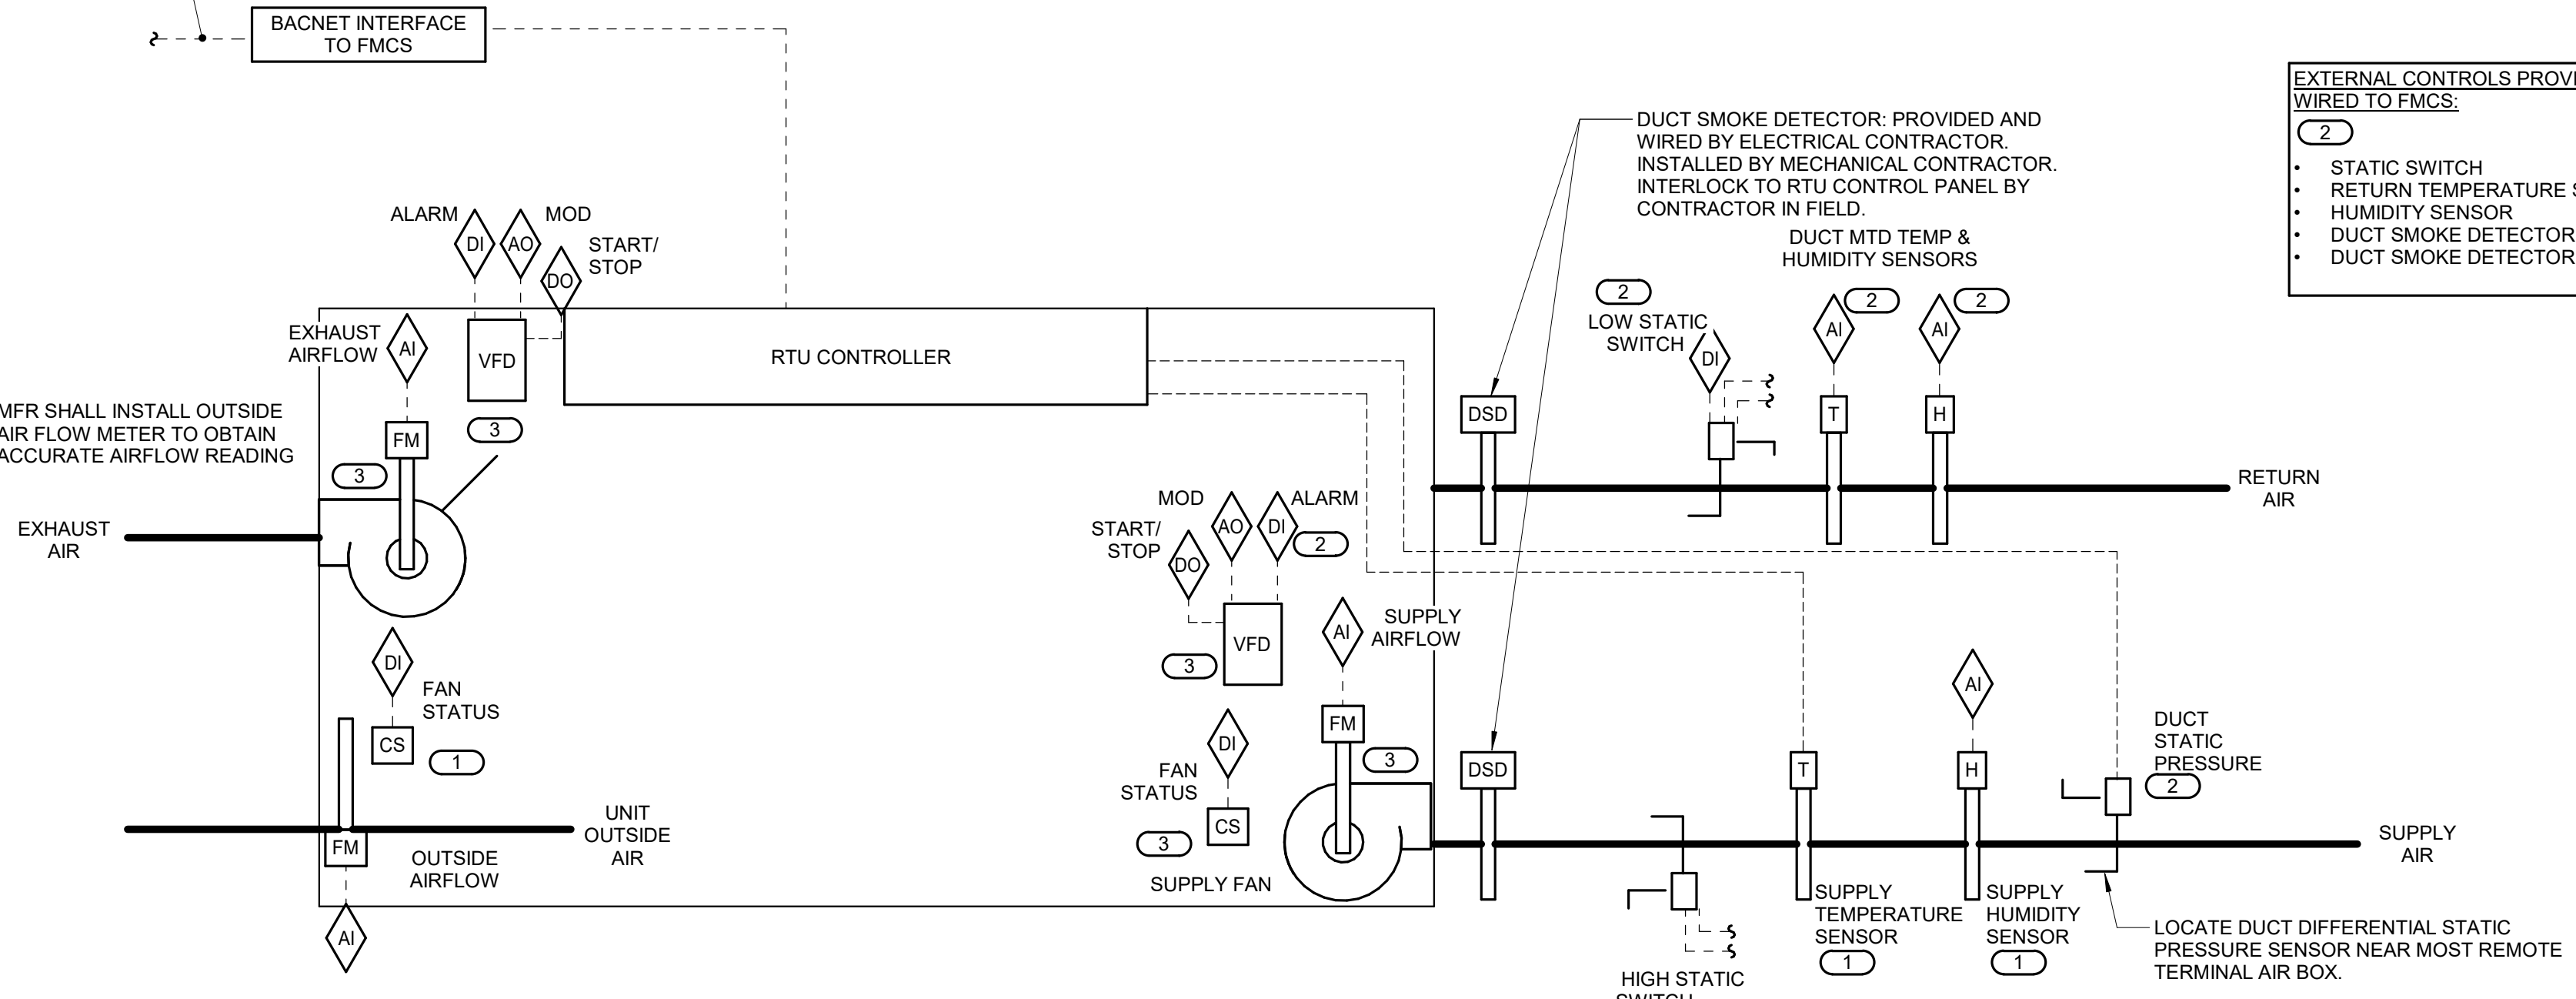 BACNET INTERFACE
TO FMCS
EXTERNAL CONTROLS
WIRED TO FMCS:
2
• STATIC SWITCH
• RETURN TEMPERATURE
• HUMIDITY SENSOR
• DUCT SMOKE DETECTOR
• DUCT SMOKE DETECTOR
DUCT SMOKE DETECTOR: PROVIDED AND
WIRED BY ELECTRICAL CONTRACTOR.
INSTALLED BY MECHANICAL CONTRACTOR.
INTERLOCK TO RTU CONTROL PANEL BY
CONTRACTOR IN FIELD.
DUCT MTD TEMP &
HUMIDITY SENSORS
ALARM
DI
AO
MOD
DO
START/
STOP
EXHAUST
AIRFLOW
AI
VFD
RTU CONTROLLER
2
LOW STATIC
SWITCH
DI
AI
2
AI
2
MFR SHALL INSTALL OUTSIDE
AIR FLOW METER TO OBTAIN
ACCURATE AIRFLOW READING
FM
3
3
DSD
T
H
RETURN
AIR
EXHAUST
AIR
MOD
ALARM
START/
STOP
DO
AO
DI
2
VFD
3
AI
SUPPLY
AIRFLOW
DI
FAN
STATUS
CS
1
DI
FAN
STATUS
CS
3
FM
3
DSD
T
AI
H
DUCT
STATIC
PRESSURE
2
UNIT
OUTSIDE
AIR
FM
OUTSIDE
AIRFLOW
AI
SUPPLY FAN
SUPPLY
AIR
SUPPLY
TEMPERATURE
SENSOR
1
SUPPLY
HUMIDITY
SENSOR
1
LOCATE DUCT DIFFERENTIAL STATIC
PRESSURE SENSOR NEAR MOST REMOTE
TERMINAL AIR BOX.
HIGH STATIC
SWITCH